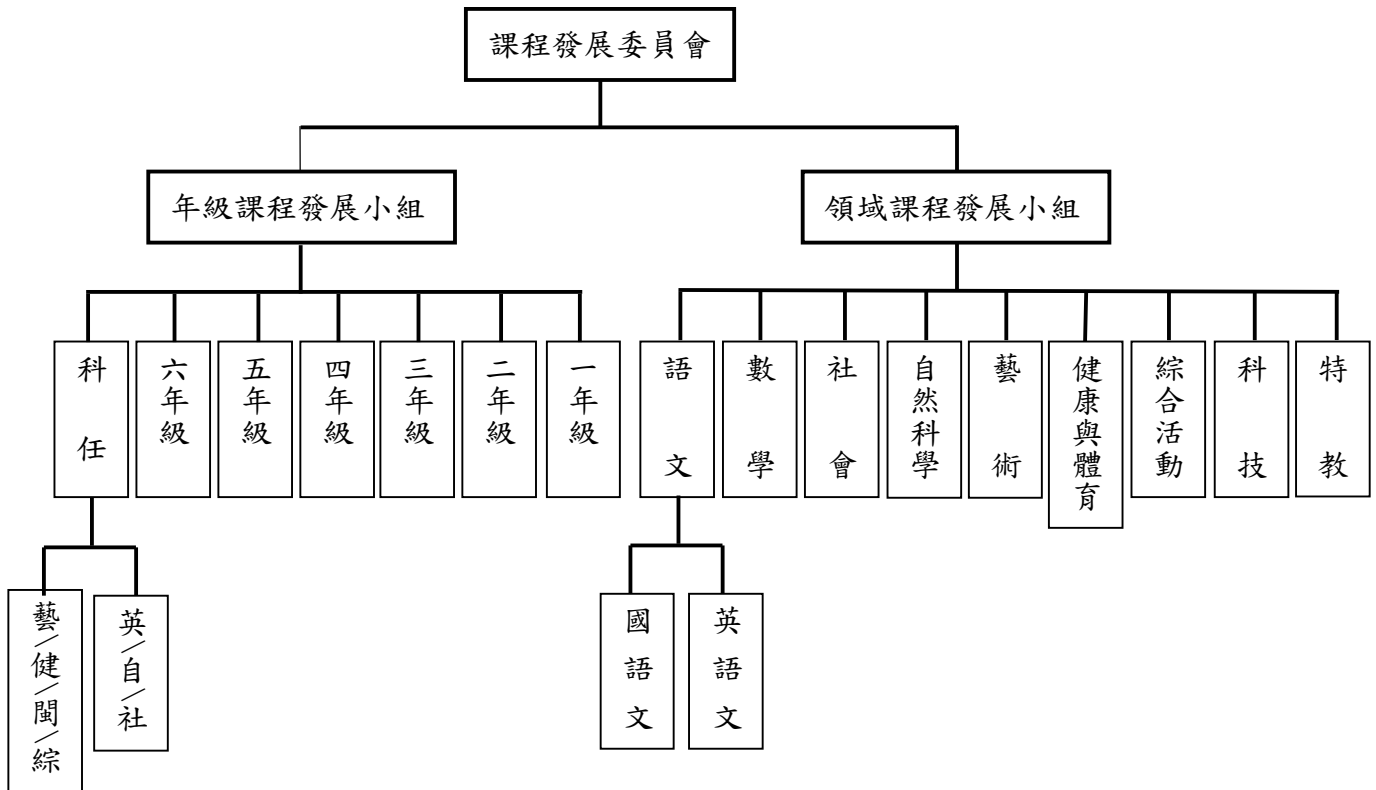 課程發展委員會
年級課程發展小組
領域課程發展小組
科任
六年級
五年級
四年級
三年級
二年級
一年級
語文
數學
社會
自然科學
藝術
健康與體育
綜合活動
科技
特教
藝/健/閩/綜
英/自/社
國語文
英語文